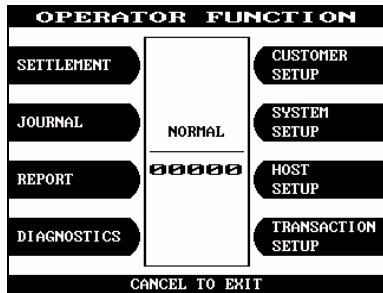 OPERATOR FUNCTION
SETTLEMENT
CUSTOMER
SETUP
JOURNAL
SYSTEM
SETUP
NORMAL
00000
REPORT
HOST
SETUP
DIAGNOSTICS
TRANSACTION
SETUP
CANCEL TO EXIT